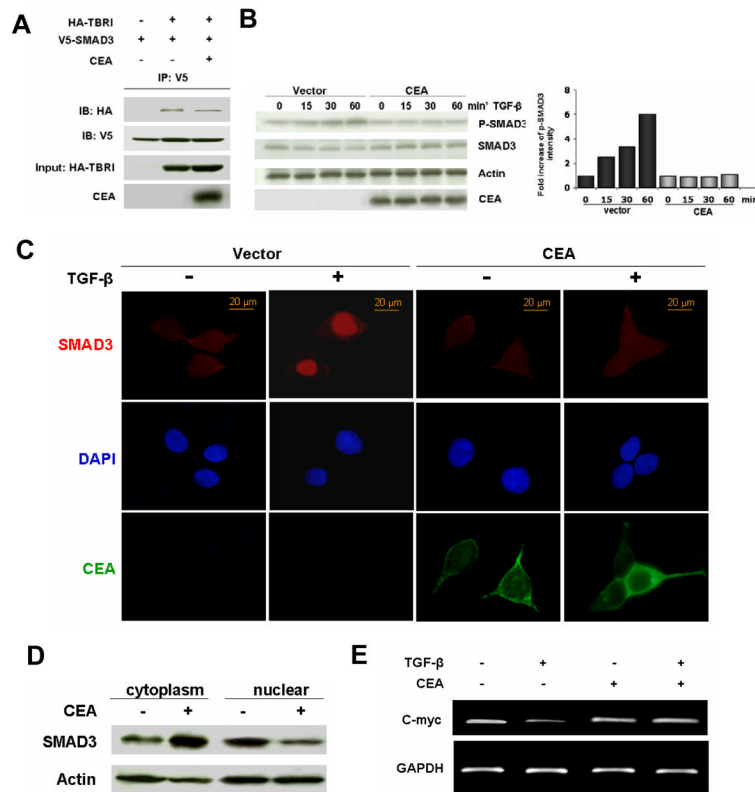 A
HA-TBRI - + +
V5-SMAD3 + + +
CEA - - +
IP: V5
IB: HA
IB: V5
Input: HA-TBRI
CEA
B
Vector CEA
0 15 30 60 0 15 30 60 min' TGF-β
P-SMAD3
SMAD3
Actin
CEA
Fold increase of p-SMAD3
intensity
8
6
4
2
0
0 15 30 60 0 15 30 60 min
vector CEA
C
Vector CEA
TGF-β - + - +
20 µm 20 µm 20 µm 20 µm
SMAD3
DAPI
CEA
D
cytoplasm nuclear
CEA - + - +
SMAD3
Actin
E
TGF-β - + - +
CEA - - + +
C-myc
GAPDH